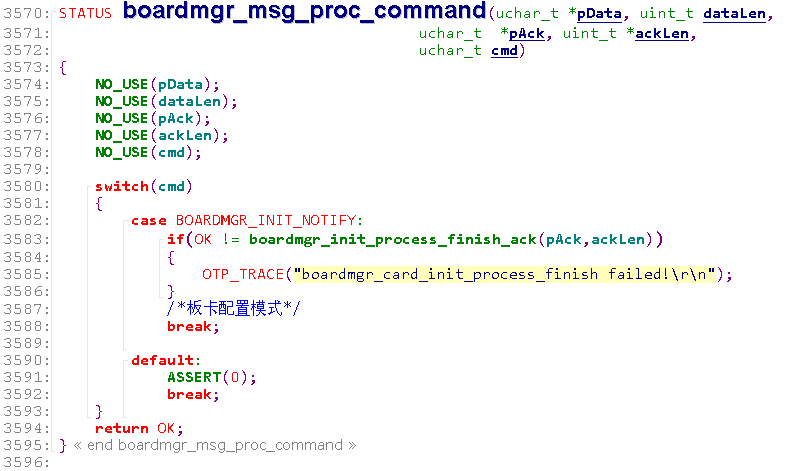 3570: STATUS boardmgr_msg_proc_command(uchar_t *pData, uint_t dataLen,
3571: uchar_t *pAck, uint_t *ackLen,
3572: uchar_t cmd)
3573: {
3574: NO_USE(pData);
3575: NO_USE(dataLen);
3576: NO_USE(pAck);
3577: NO_USE(ackLen);
3578: NO_USE(cmd);
3579:
3580: switch(cmd)
3581: {
3582: case BOARDMGR_INIT_NOTIFY:
3583: if(OK != boardmgr_init_process_finish_ack(pAck,ackLen))
3584: {
3585: OTP_TRACE("boardmgr_card_init_process_finish failed!\r\n");
3586: }
3587: /*板卡配置模式*/
3588: break;
3589:
3590: default:
3591: ASSERT(0);
3592: break;
3593: }
3594: return OK;
3595: } « end boardmgr_msg_proc_command »
3596: